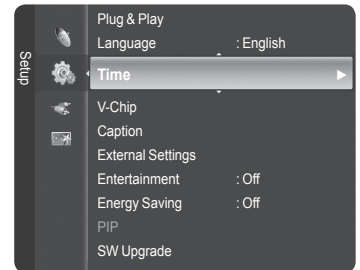 Setup
Plug & Play
Language : English
Time
V-Chip
Caption
External Settings
Entertainment : Off
Energy Saving : Off
PIP
SW Upgrade